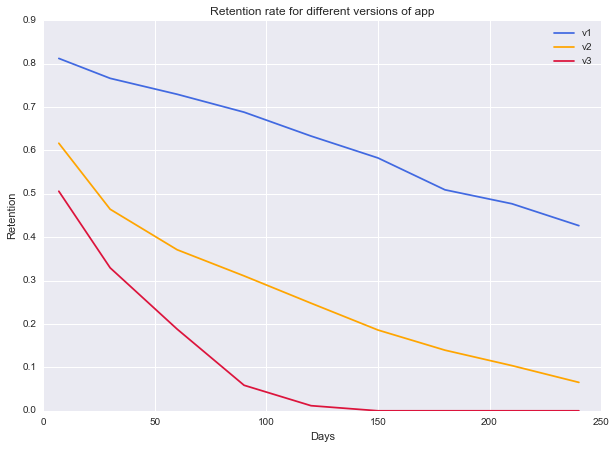 Retention rate for different versions of app
0.9
0.8
0.7
0.6
0.5
0.4
0.3
0.2
0.1
0.0
Retention
v1
v2
v3
0 50 100 150 200 250
Days